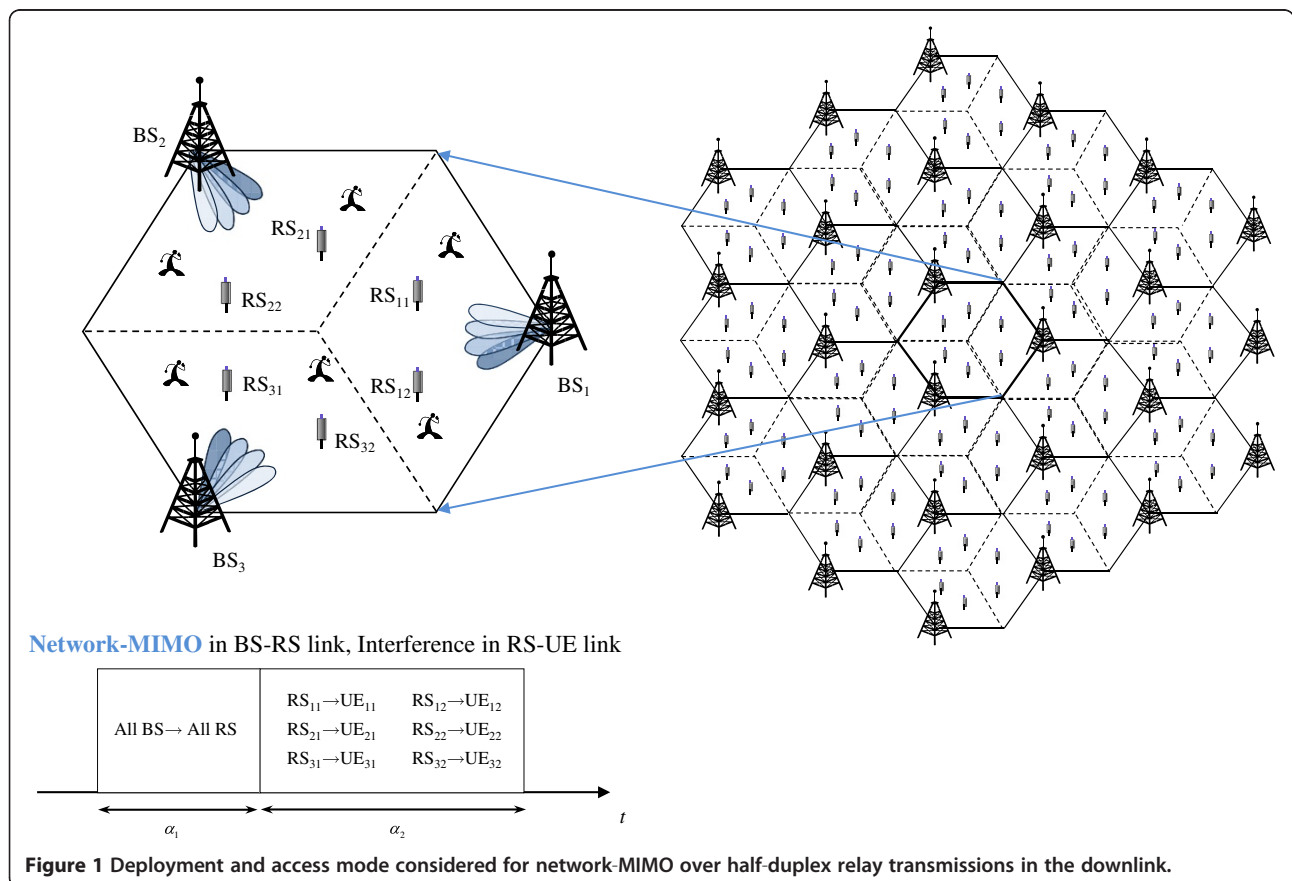 BS₂
RS₂₁
RS₂₂
RS₁₁
RS₃₁
RS₁₂
BS₁
RS₃₂
BS₃
Network-MIMO in BS-RS link, Interference in RS-UE link
All BS→ All RS
RS₁₁→UE₁₁ RS₁₂→UE₁₂
RS₂₁→UE₂₁ RS₂₂→UE₂₂
RS₃₁→UE₃₁ RS₃₂→UE₃₂
α₁ α₂ t
Figure 1 Deployment and access mode considered for network-MIMO over half-duplex relay transmissions in the downlink.